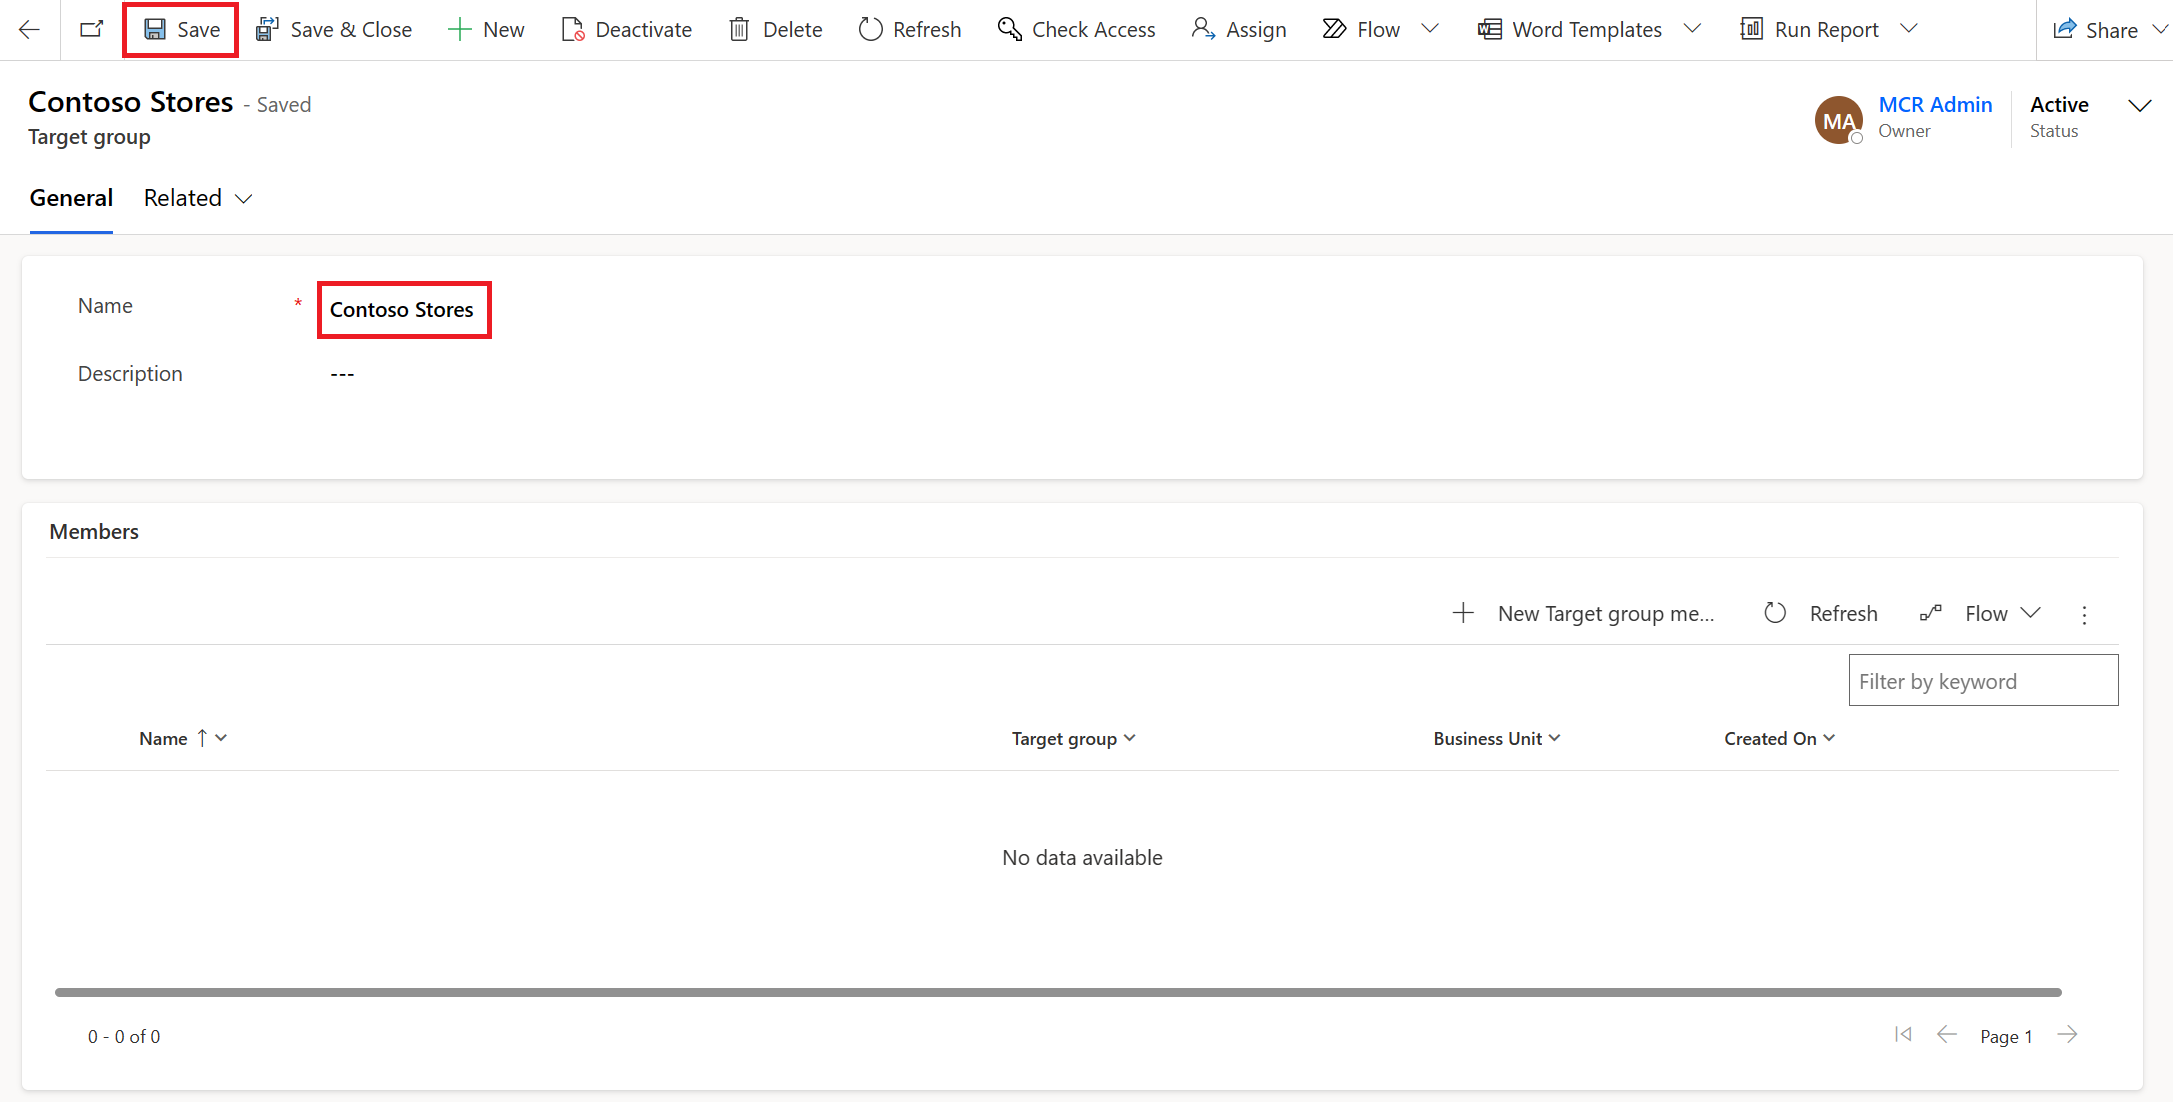 Save Save & Close New Deactivate Delete Refresh Check Access Assign Flow Word Templates Run Report Share
Contoso Stores - Saved
Target group
MA MCR Admin Active
Owner Status
General Related
Name * Contoso Stores
Description ---
Members
New Target group me... Refresh Flow
Filter by keyword
Name Target group Business Unit Created On
No data available
0 - 0 of 0 Page 1